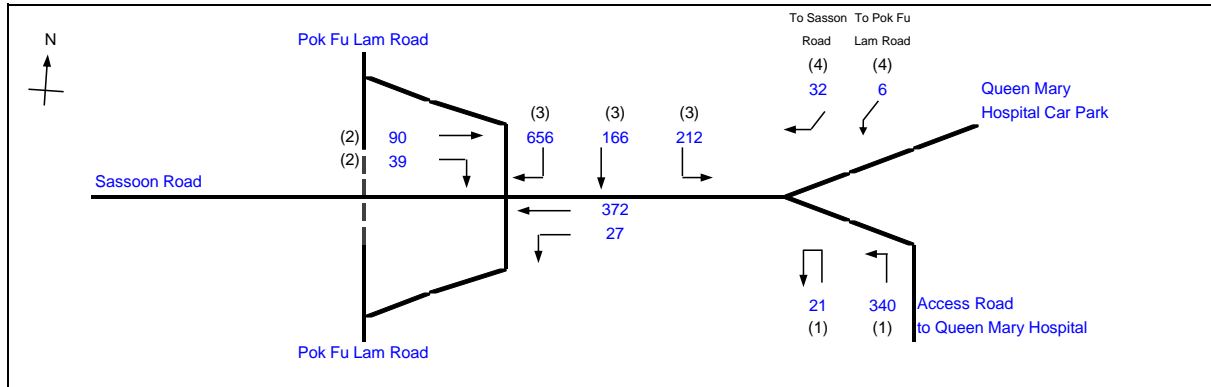 To Sasson
Road
(4)
32
To Pok Fu
Lam Road
(4)
6
N
Pok Fu Lam Road
Queen Mary
Hospital Car Park
(3)
656
(3)
166
(3)
212
(2) 90
(2) 39
Sassoon Road
372
27
21
(1)
340
(1)
Access Road
to Queen Mary Hospital
Pok Fu Lam Road